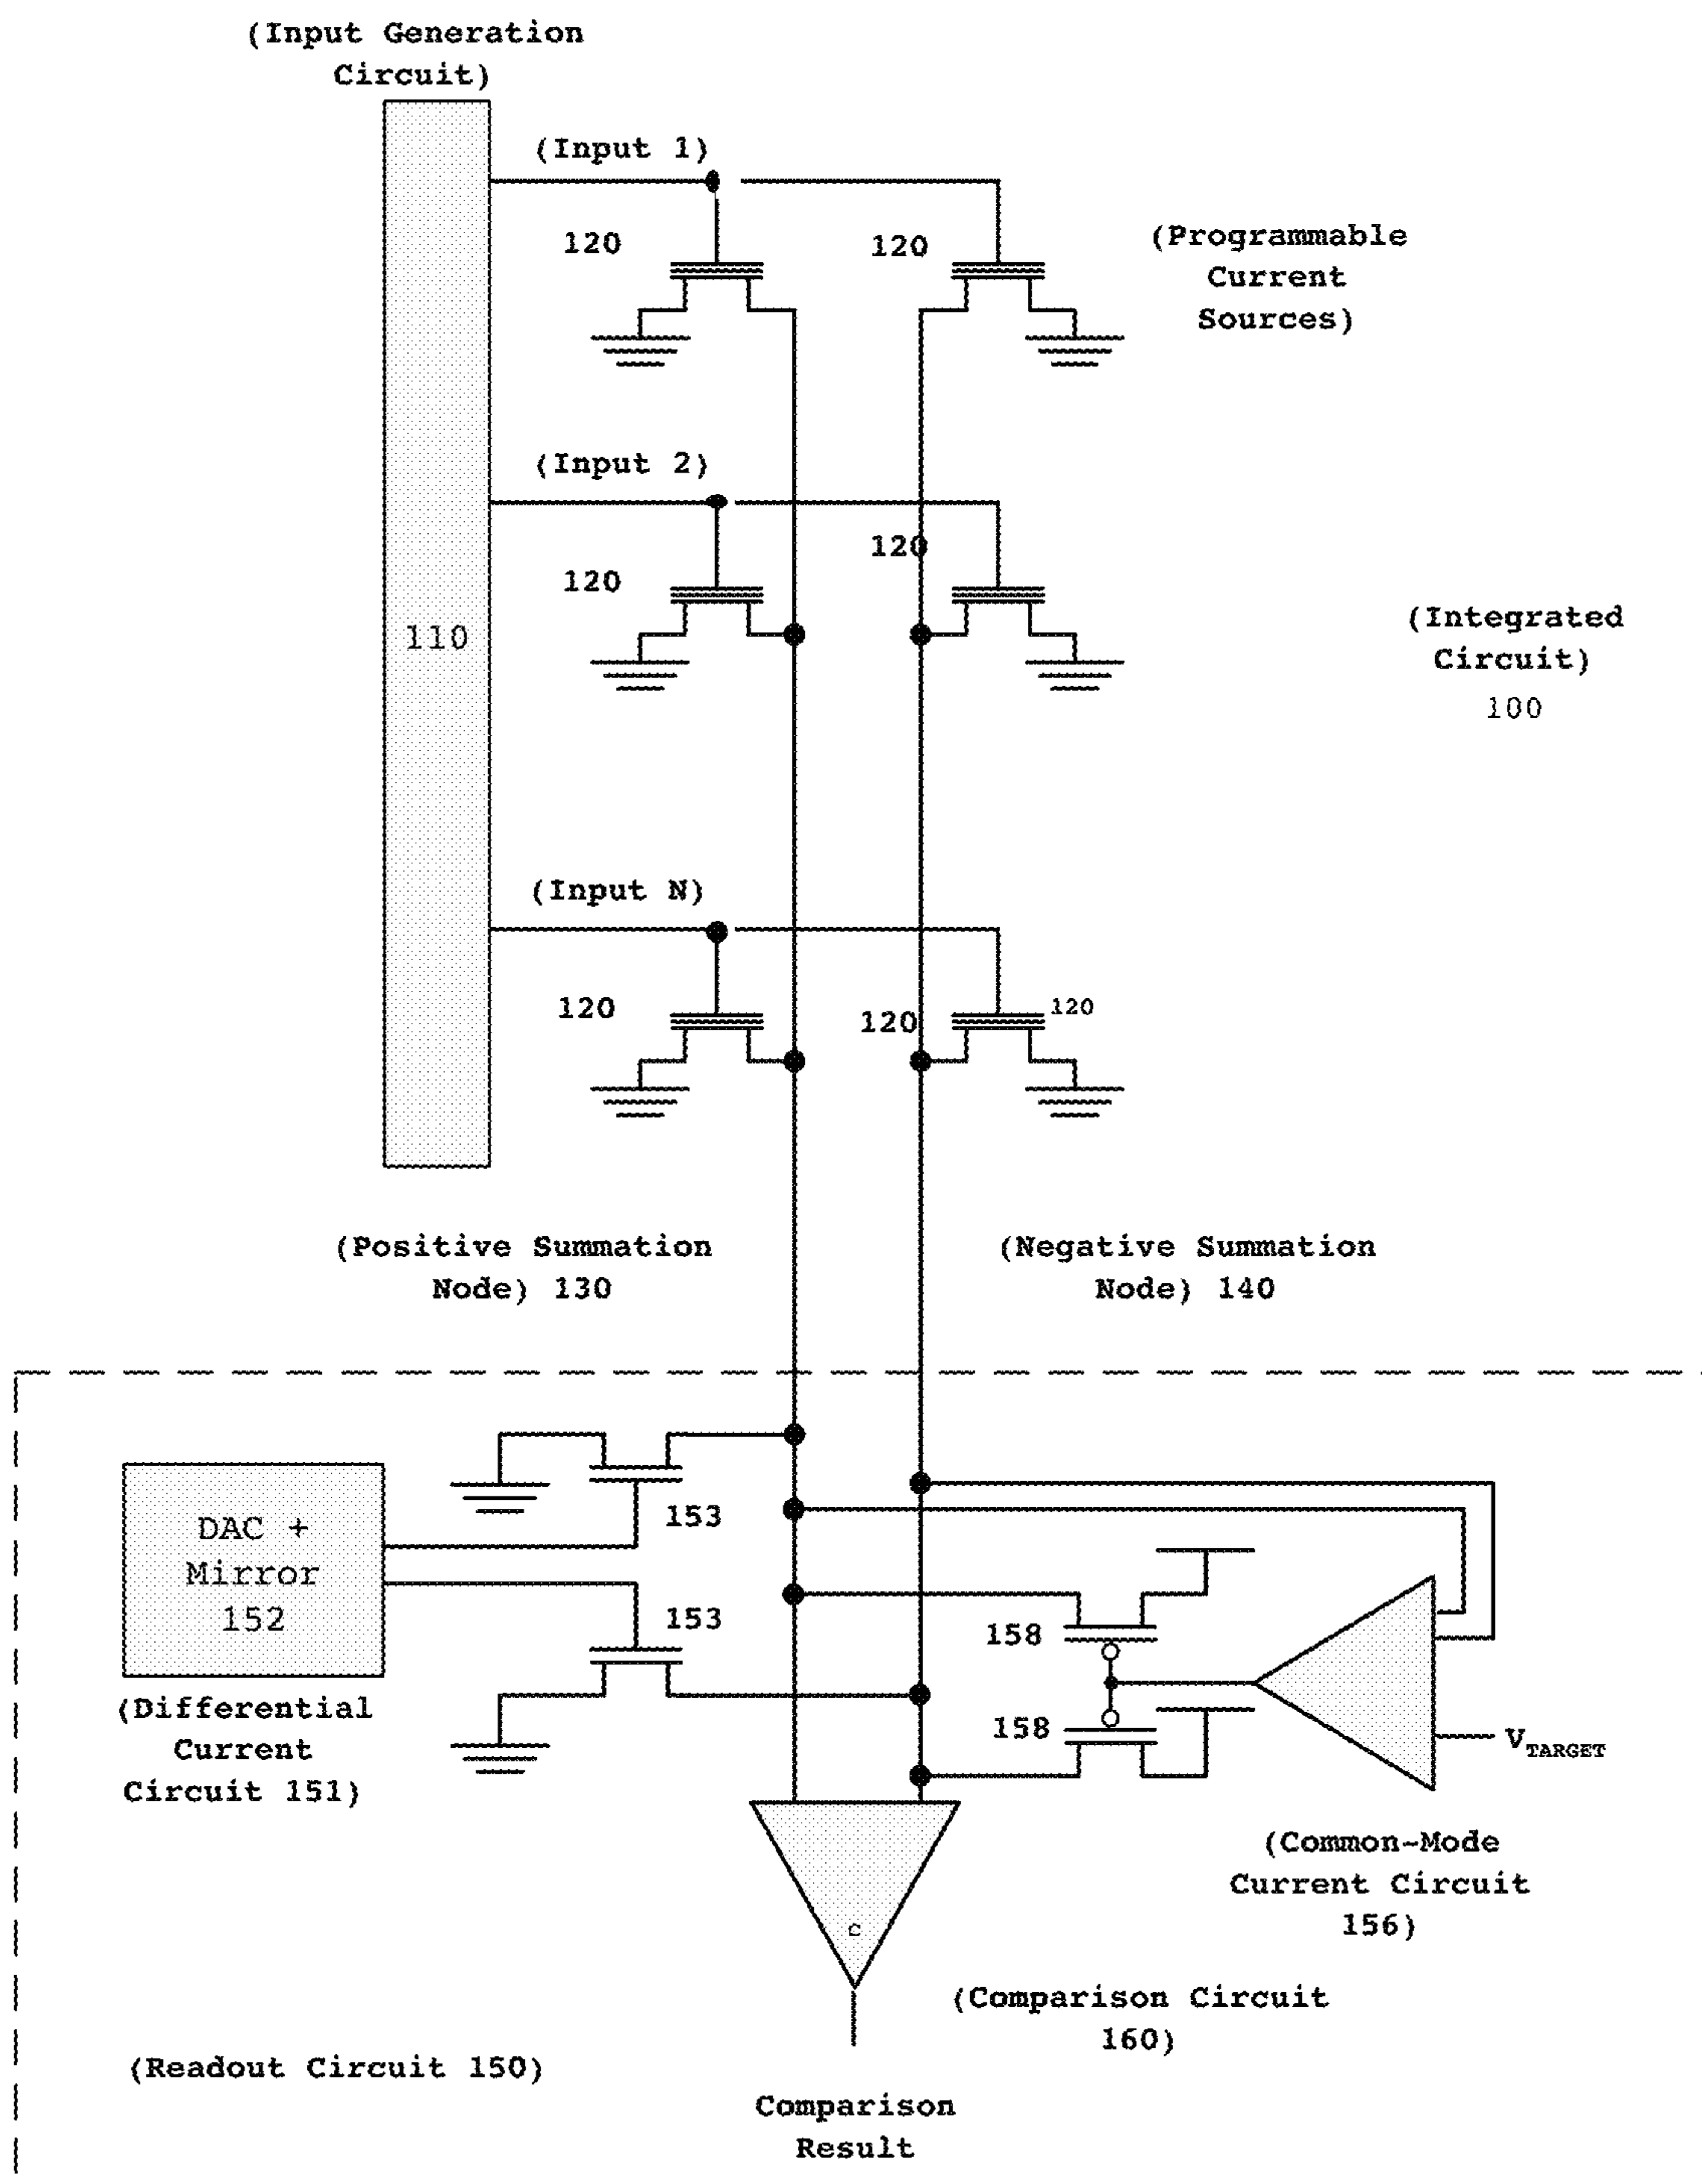 (Input Generation
Circuit)
(Input 1)
120
120
(Programmable
Current
Sources)
(Input 2)
120
120
110
(Integrated
Circuit)
100
(Input N)
120
120
120
(Positive Summation
Node) 130
(Negative Summation
Node) 140
DAC +
Mirror
152
153
153
(Differential
Current
Circuit 151)
158
158
VTARGET
(Common-Mode
Current Circuit
156)
c
(Comparison Circuit
160)
(Readout Circuit 150)
Comparison
Result